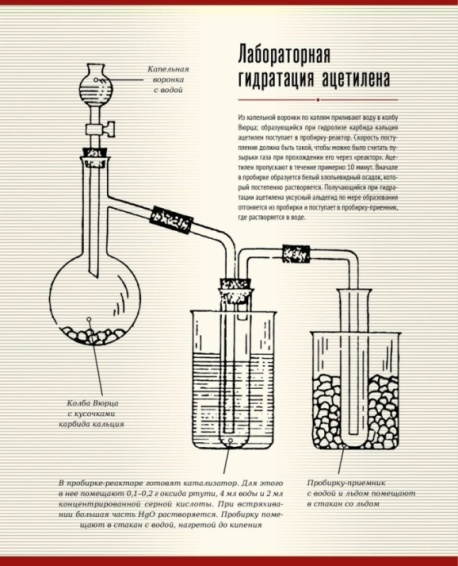 Лабораторная
гидратация ацетилена
Капельная
воронка
с водой
Из капельной воронки по каплям приливают воду в колбу
Вюрца; образующийся при гидролизе карбида кальция
ацетилен поступает в пробирку-реактор. Скорость посту-
пления должна быть такой, чтобы можно было считать пу-
зырьки газа при прохождении его через «реактор». Аце-
тилен пропускают в течение примерно 10 минут. Вначале
в пробирке образуется белый хлопьевидный осадок, кото-
рый постепенно растворяется. Получающийся при гидра-
тации ацетилена уксусный альдегид по мере образования
отгоняется из пробирки и поступает в пробирку-приемник,
где растворяется в воде.
Колба Вюрца
с кусочками
карбида кальция
В пробирке-реакторе готовят катализатор. Для этого
в нее помещают 0,1–0,2 г оксида ртути, 4 мл воды и 2 мл
концентрированной серной кислоты. При встряхива-
нии большая часть HgO растворяется. Пробирку поме-
щают в стакан с водой, нагретой до кипения
Пробирку-приемник
с водой и льдом помещают
в стакан со льдом